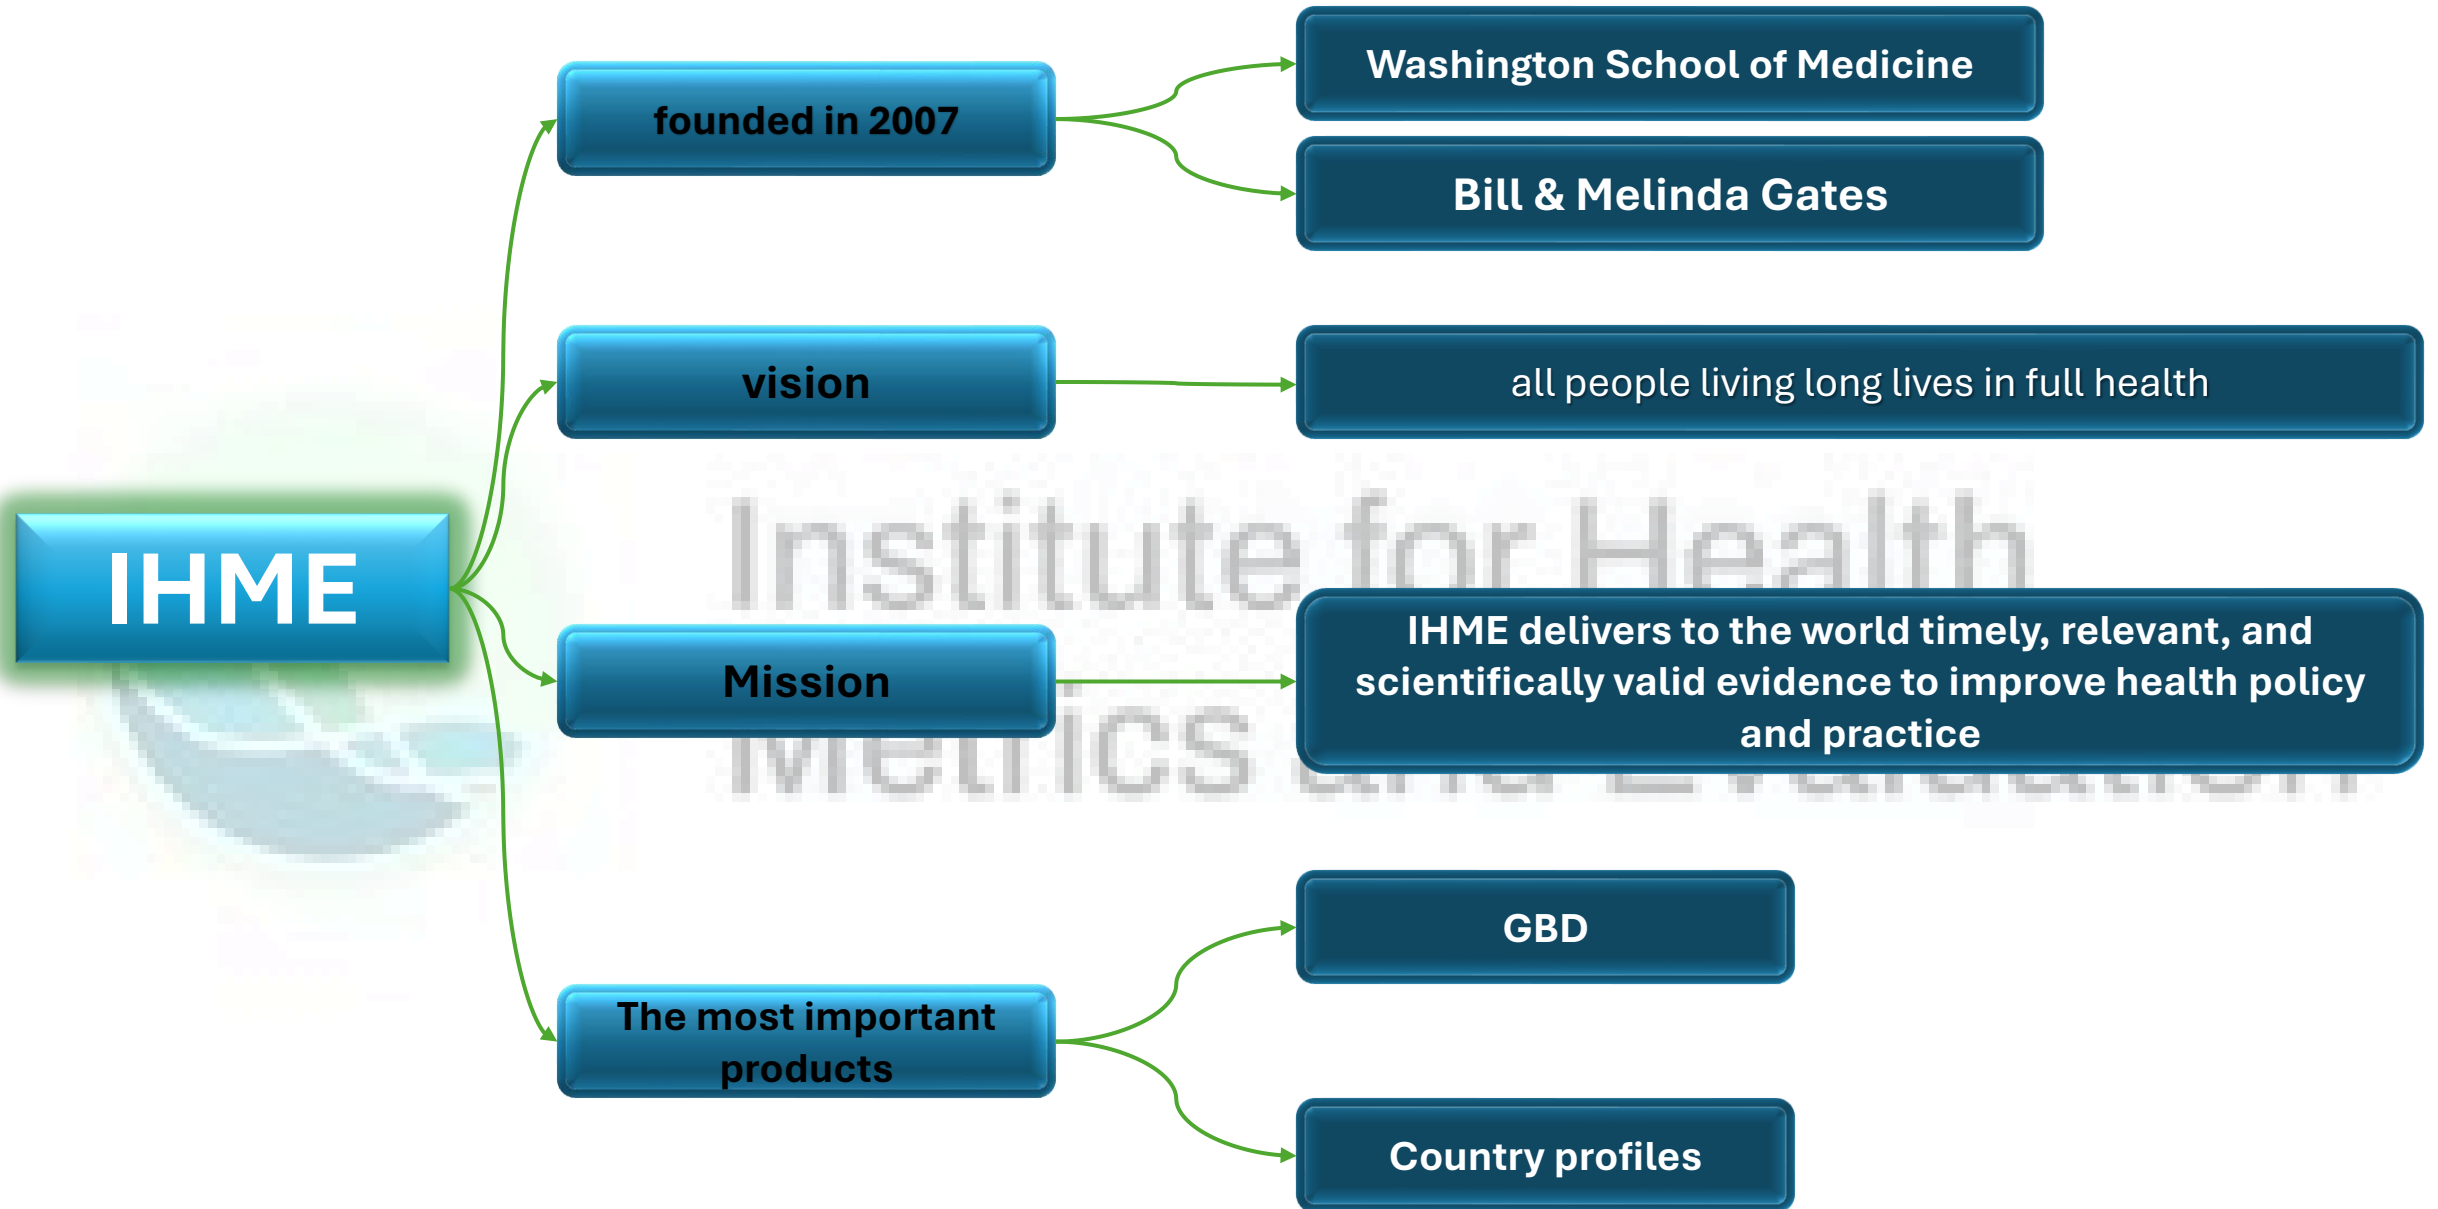 Washington School of Medicine
founded in 2007
Bill & Melinda Gates
vision
all people living long lives in full health
Institute for Health
IHME
IHME delivers to the world timely, relevant, and
scientifically valid evidence to improve health policy
and practice
Mission
Metrics and Evaluation
GBD
The most important
products
Country profiles